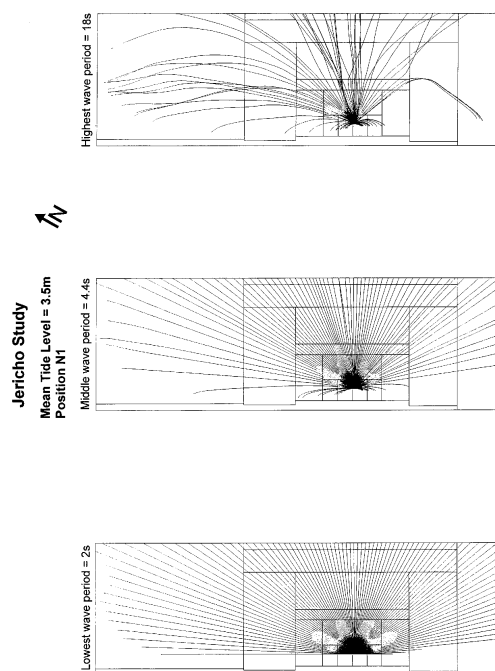 Jericho Study
Mean Tide Level = 3.5m
Position N1
N
Lowest wave period = 2s
Middle wave period = 4.4s
Highest wave period = 18s